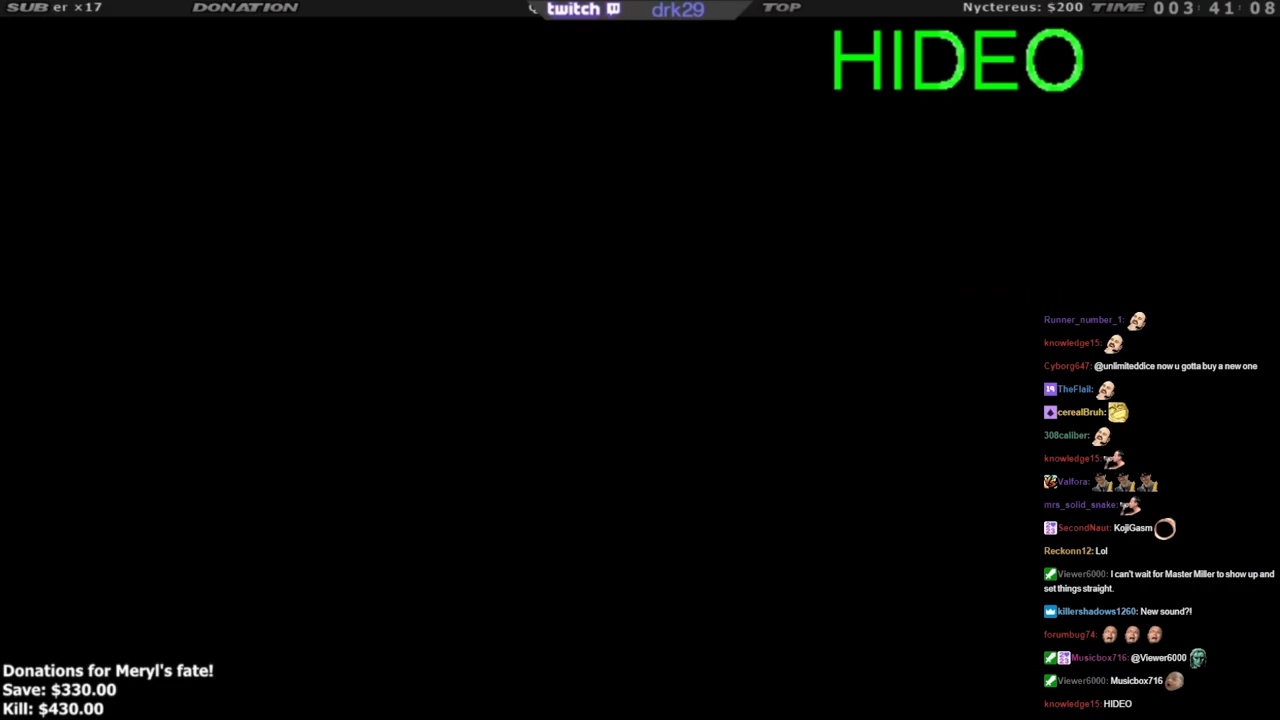 SUB er ×17 DONATION twitch drk29 TOP Nyctereus: $200 TIME 003:41:08
HIDEO
Runner_number_1:
knowledge15:
Cyborg647: @unlimiteddice now u gotta buy a new one
TheFlail:
cerealBruh:
308caliber:
knowledge15:
Valfora:
mrs_solid_snake:
SecondNaut: KojiGasm
Reckonn12: Lol
Viewer6000: I can't wait for Master Miller to show up and
set things straight.
killershadows1260: New sound?!
forumbug74:
Musicbox716: @Viewer6000
Viewer6000: Musicbox716
knowledge15: HIDEO
Donations for Meryl's fate!
Save: $330.00
Kill: $430.00